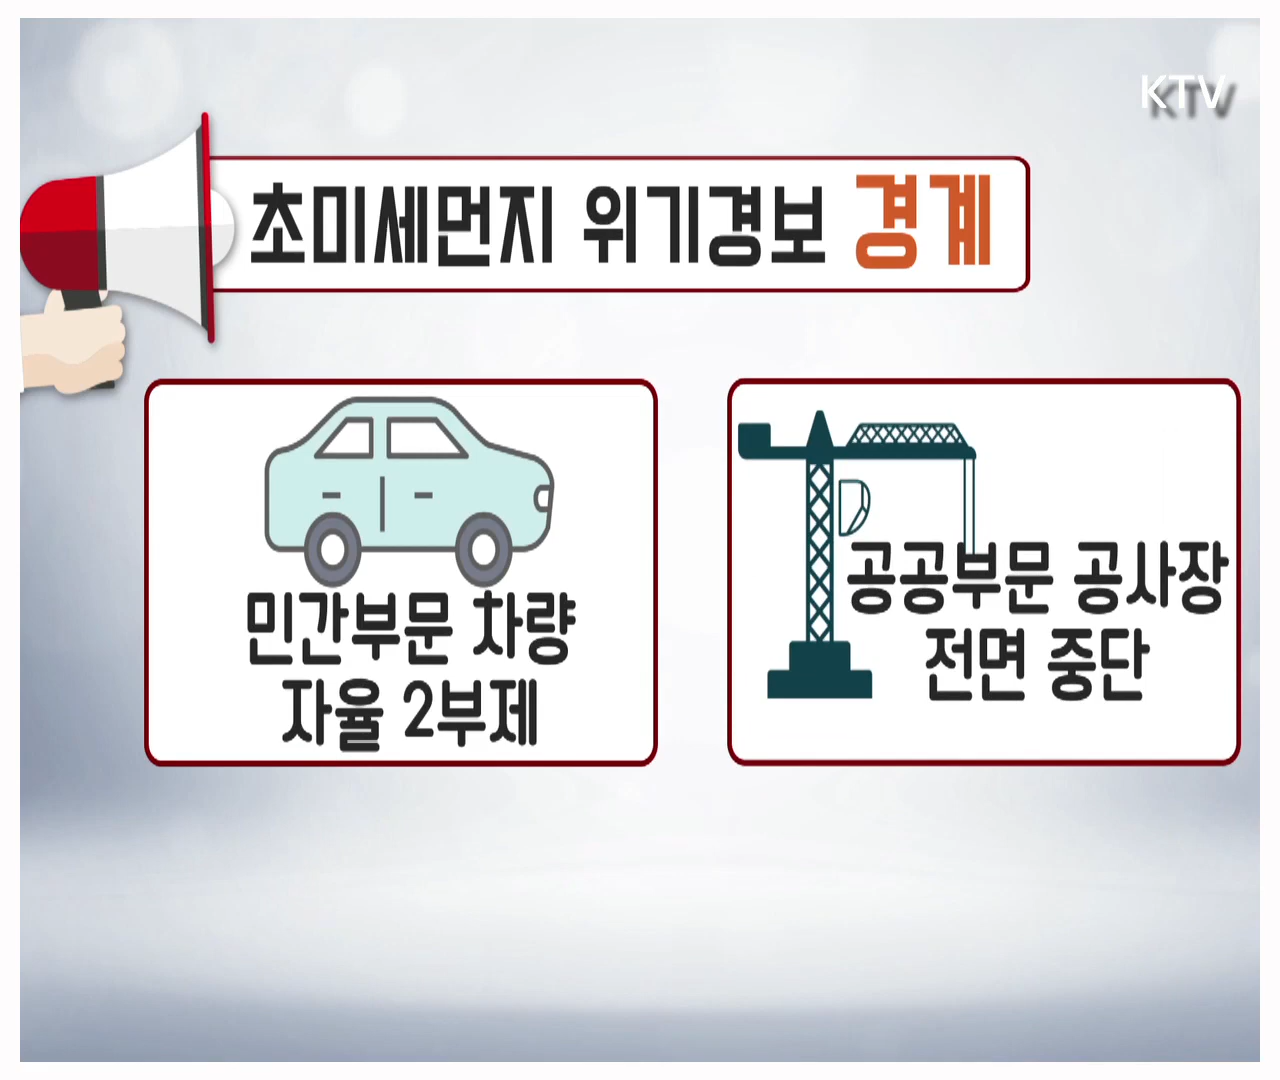 KTV
초미세먼지 위기경보 경계
민간부문 차량
자율 2부제
공공부문 공사장
전면 중단